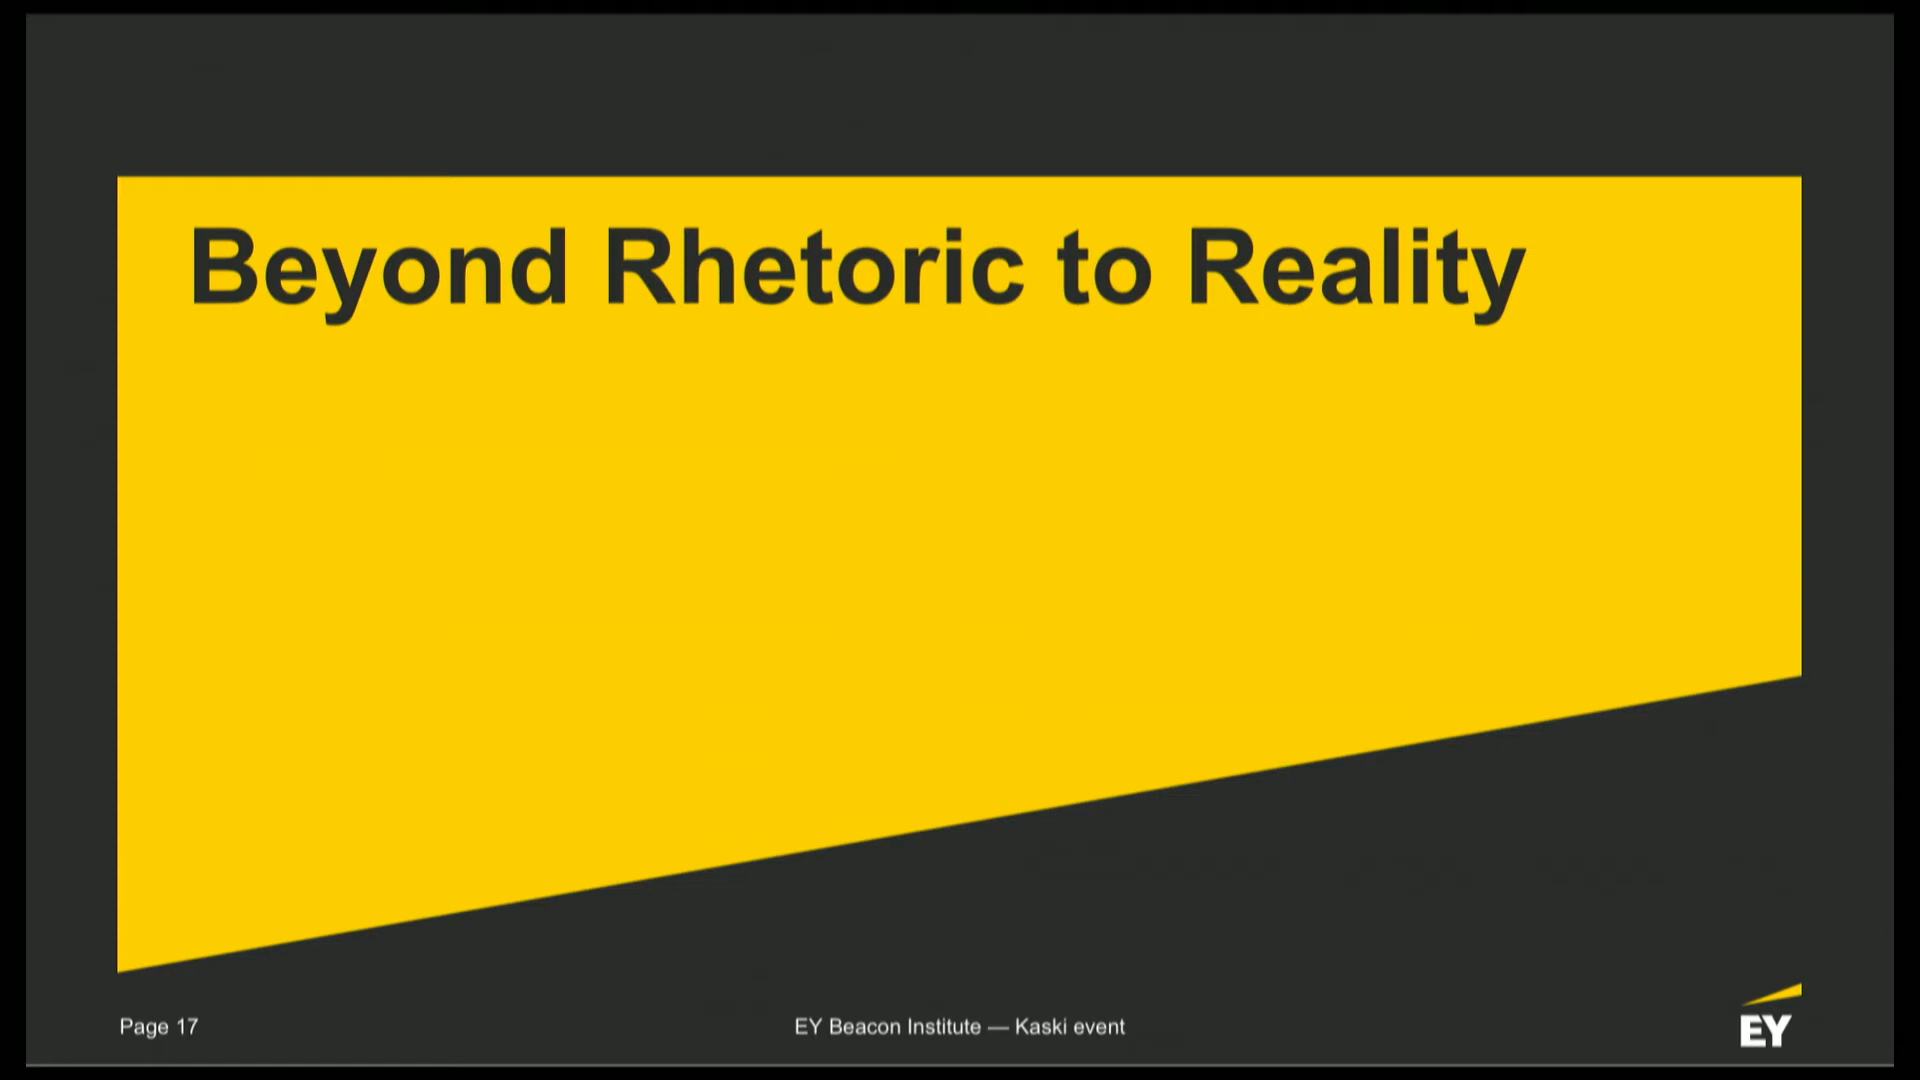 Beyond Rhetoric to Reality
Page 17
EY Beacon Institute — Kaski event
EY